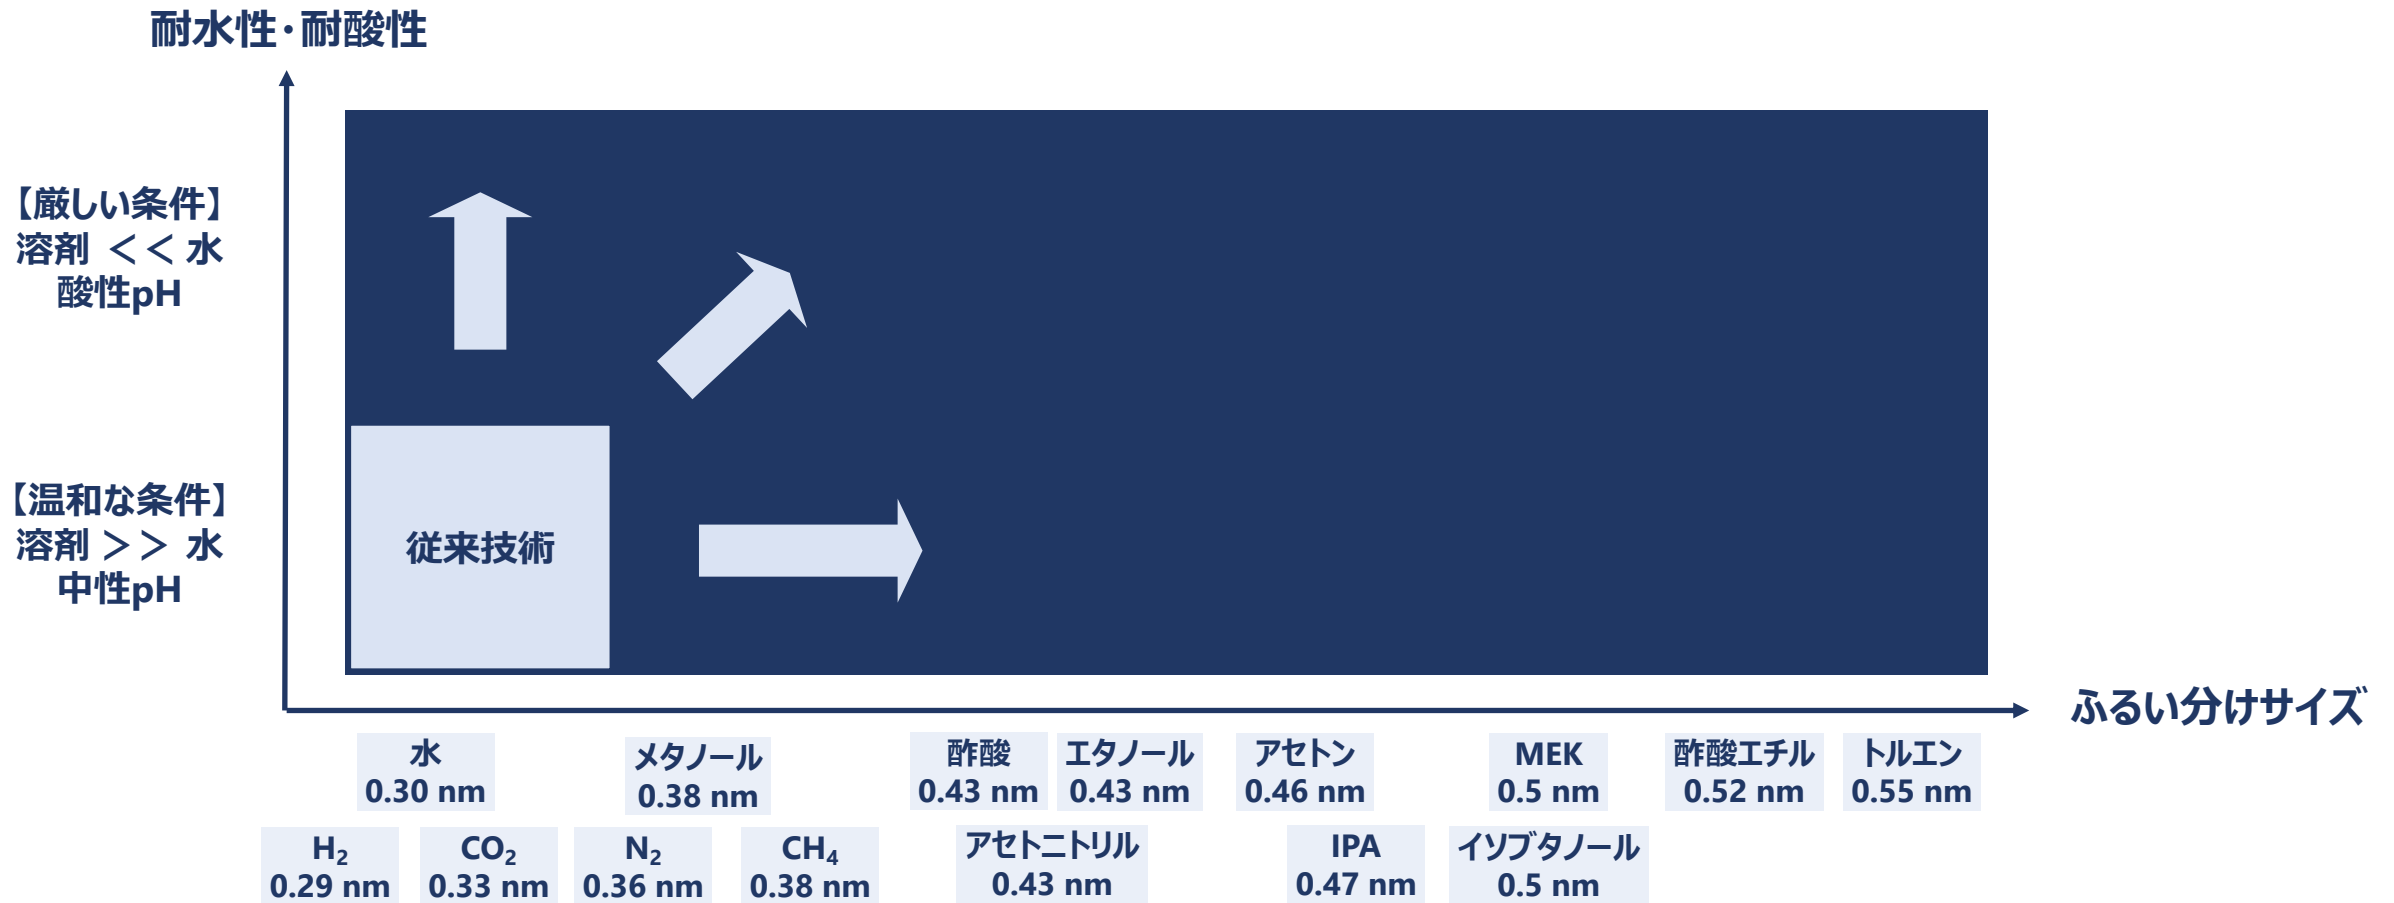 耐水性・耐酸性
【厳しい条件】
溶剤 ＜＜ 水
酸性pH
【温和な条件】
溶剤 ＞＞ 水
中性pH
従来技術
ふるい分けサイズ
水
0.30 nm
メタノール
0.38 nm
酢酸
0.43 nm
エタノール
0.43 nm
アセトン
0.46 nm
MEK
0.5 nm
酢酸エチル
0.52 nm
トルエン
0.55 nm
H₂
0.29 nm
CO₂
0.33 nm
N₂
0.36 nm
CH₄
0.38 nm
アセトニトリル
0.43 nm
IPA
0.47 nm
イソブタノール
0.5 nm